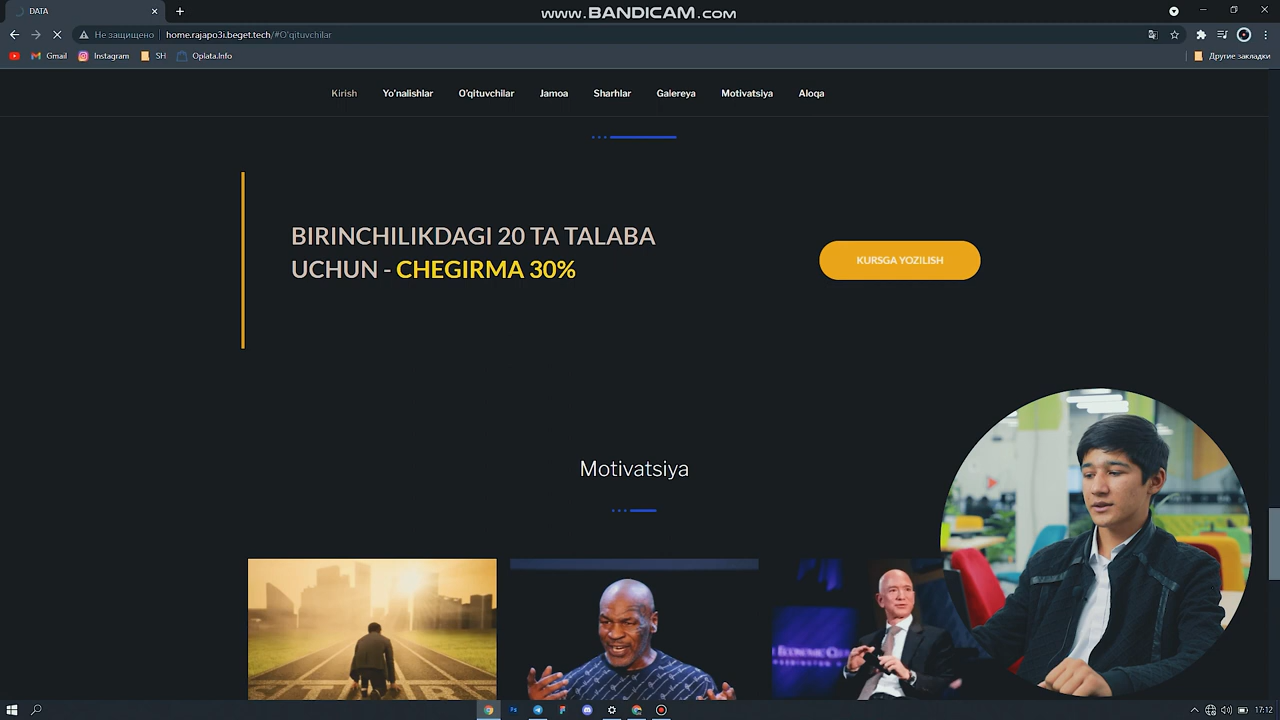 DATA
www.BANDICAM.com
Не защищено
home.rajapo3i.beget.tech/#O'qituvchilar
Gmail
Instagram
SH
Oplata.Info
Другие закладки
Kirish
Yo'nalishlar
O'qituvchilar
Jamoa
Sharhlar
Galereya
Motivatsiya
Aloqa
BIRINCHILIKDAGI 20 TA TALABA
UCHUN - CHEGIRMA 30%
KURSGA YOZILISH
Motivatsiya
START
17:12